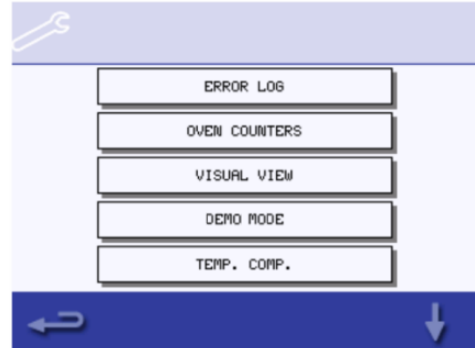 ERROR LOG
OVEN COUNTERS
VISUAL VIEW
DEMO MODE
TEMP. COMP.